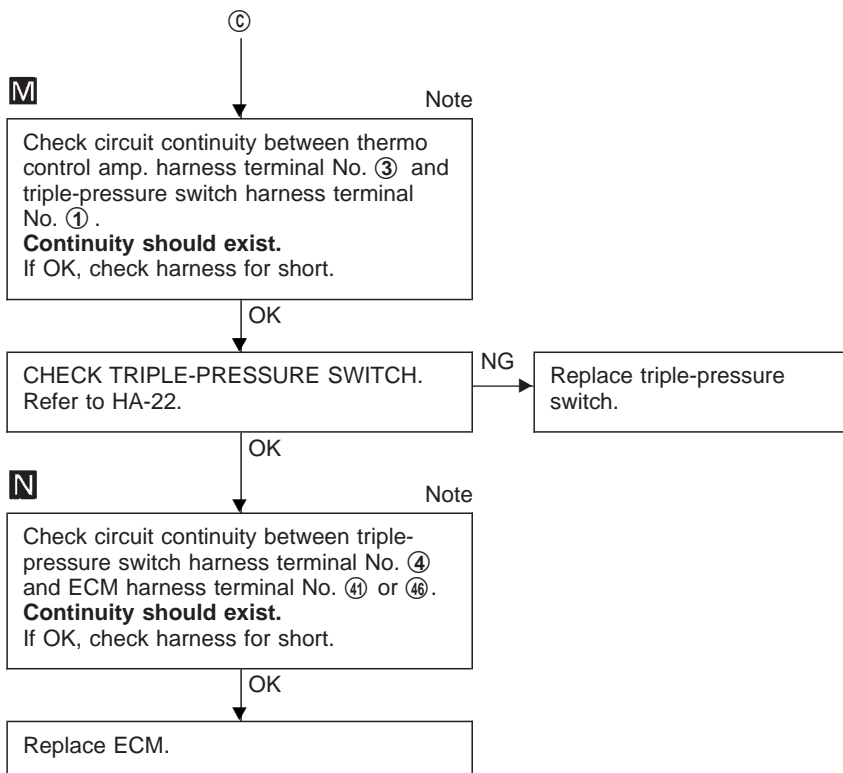 Ⓒ
M
Note
Check circuit continuity between thermo
control amp. harness terminal No. ③ and
triple-pressure switch harness terminal
No. ① .
Continuity should exist.
If OK, check harness for short.
OK
CHECK TRIPLE-PRESSURE SWITCH.
Refer to HA-22.
NG
Replace triple-pressure
switch.
OK
N
Note
Check circuit continuity between triple-
pressure switch harness terminal No. ④
and ECM harness terminal No. ㊶ or ㊻.
Continuity should exist.
If OK, check harness for short.
OK
Replace ECM.